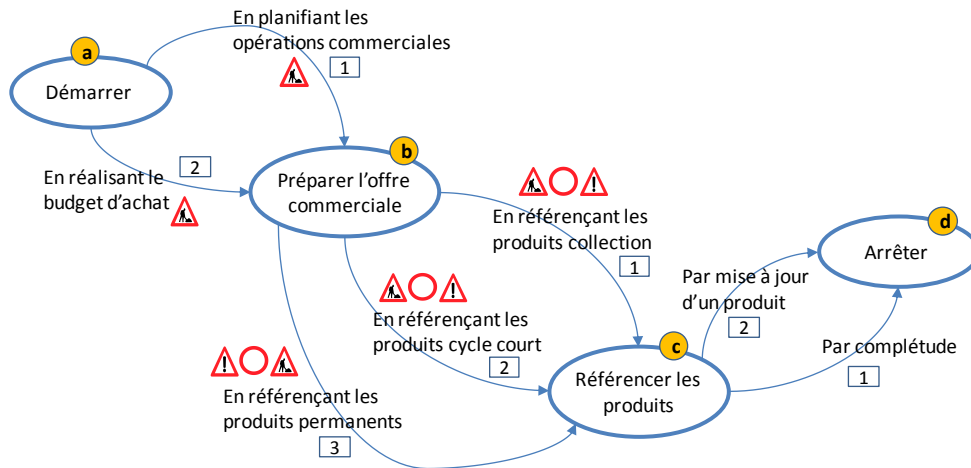 En planifiant les
opérations commerciales
1
a
Démarrer
2
En réalisant le
budget d'achat
b
Préparer l'offre
commerciale
!
En référençant les
produits collection
1
!
En référençant les
produits cycle court
2
!
En référençant les
produits permanents
3
c
Référencer les
produits
d
Arrêter
Par mise à jour
d'un produit
2
Par complétude
1